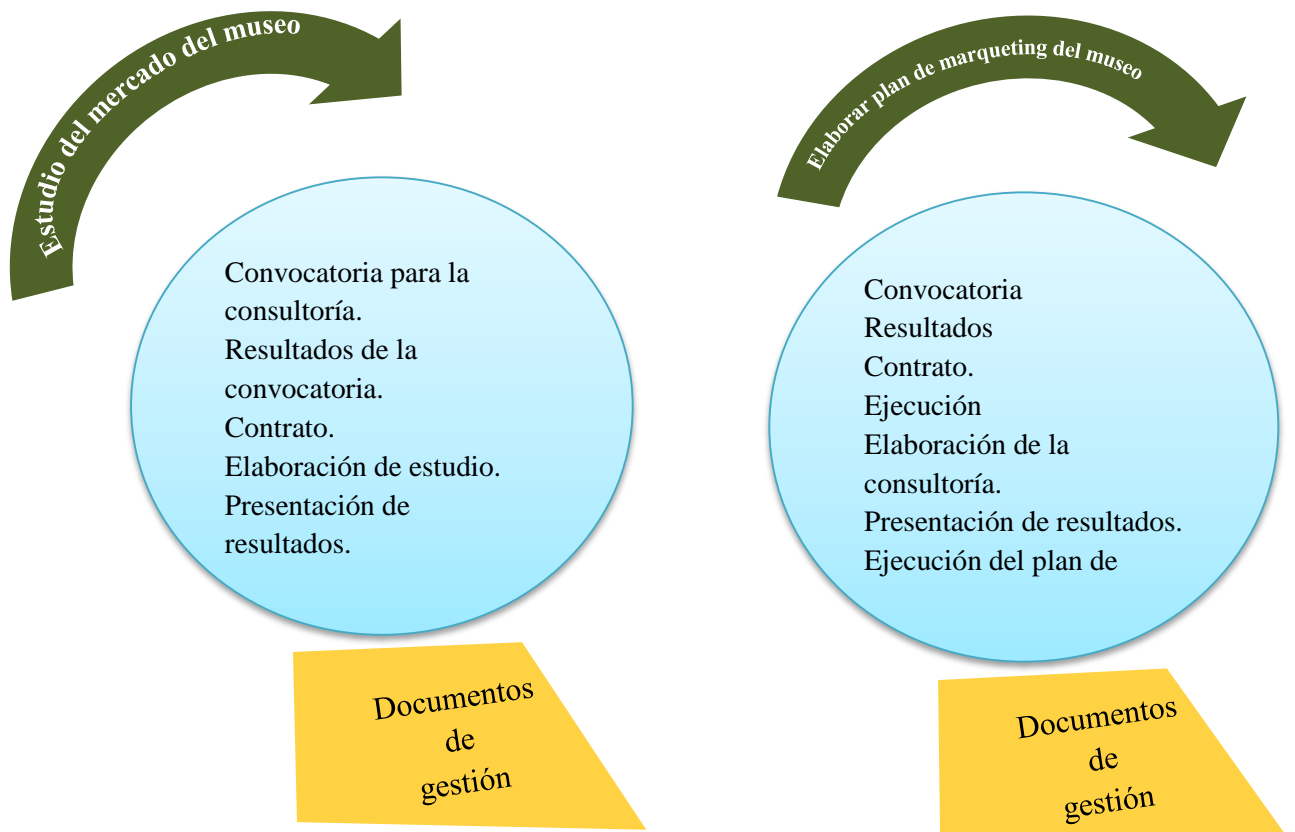 Estudio del mercado del museo
Convocatoria para la
consultoría.
Resultados de la
convocatoria.
Contrato.
Elaboración de estudio.
Presentación de
resultados.
Documentos
de
gestión
Elaborar plan de marqueting del museo
Convocatoria
Resultados
Contrato.
Ejecución
Elaboración de la
consultoría.
Presentación de resultados.
Ejecución del plan de
Documentos
de
gestión